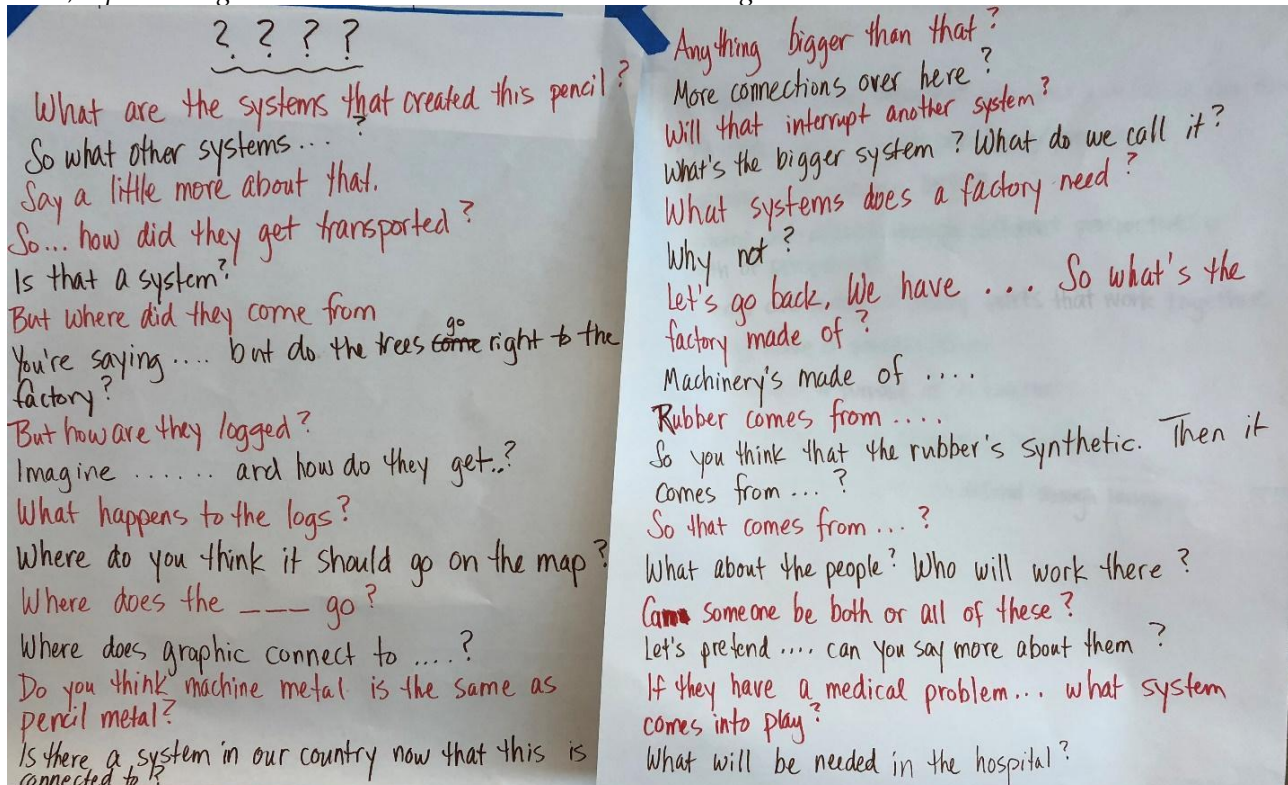 ? ? ? ?
What are the systems that created this pencil?
So what other systems...?
Say a little more about that.
So... how did they get transported?
Is that a system?
But where did they come from
You're saying .... but do the trees come go right to the
factory?
But how are they logged?
Imagine ....... and how do they get..?
What happens to the logs?
Where do you think it should go on the map?
Where does the ___ go?
Where does graphic connect to ....?
Do you think machine metal is the same as
pencil metal?
Is there a system in our country now that this is
connected to?
Anything bigger than that?
More connections over here?
Will that interrupt another system?
What's the bigger system? What do we call it?
What systems does a factory need?
Why not?
Let's go back. We have .... So what's the
factory made of?
Machinery's made of ....
Rubber comes from ....
So you think that the rubber's synthetic. Then it
comes from ...?
So that comes from ...?
What about the people? Who will work there?
Can someone be both or all of these?
Let's pretend .... can you say more about them?
If they have a medical problem... what system
comes into play?
What will be needed in the hospital?